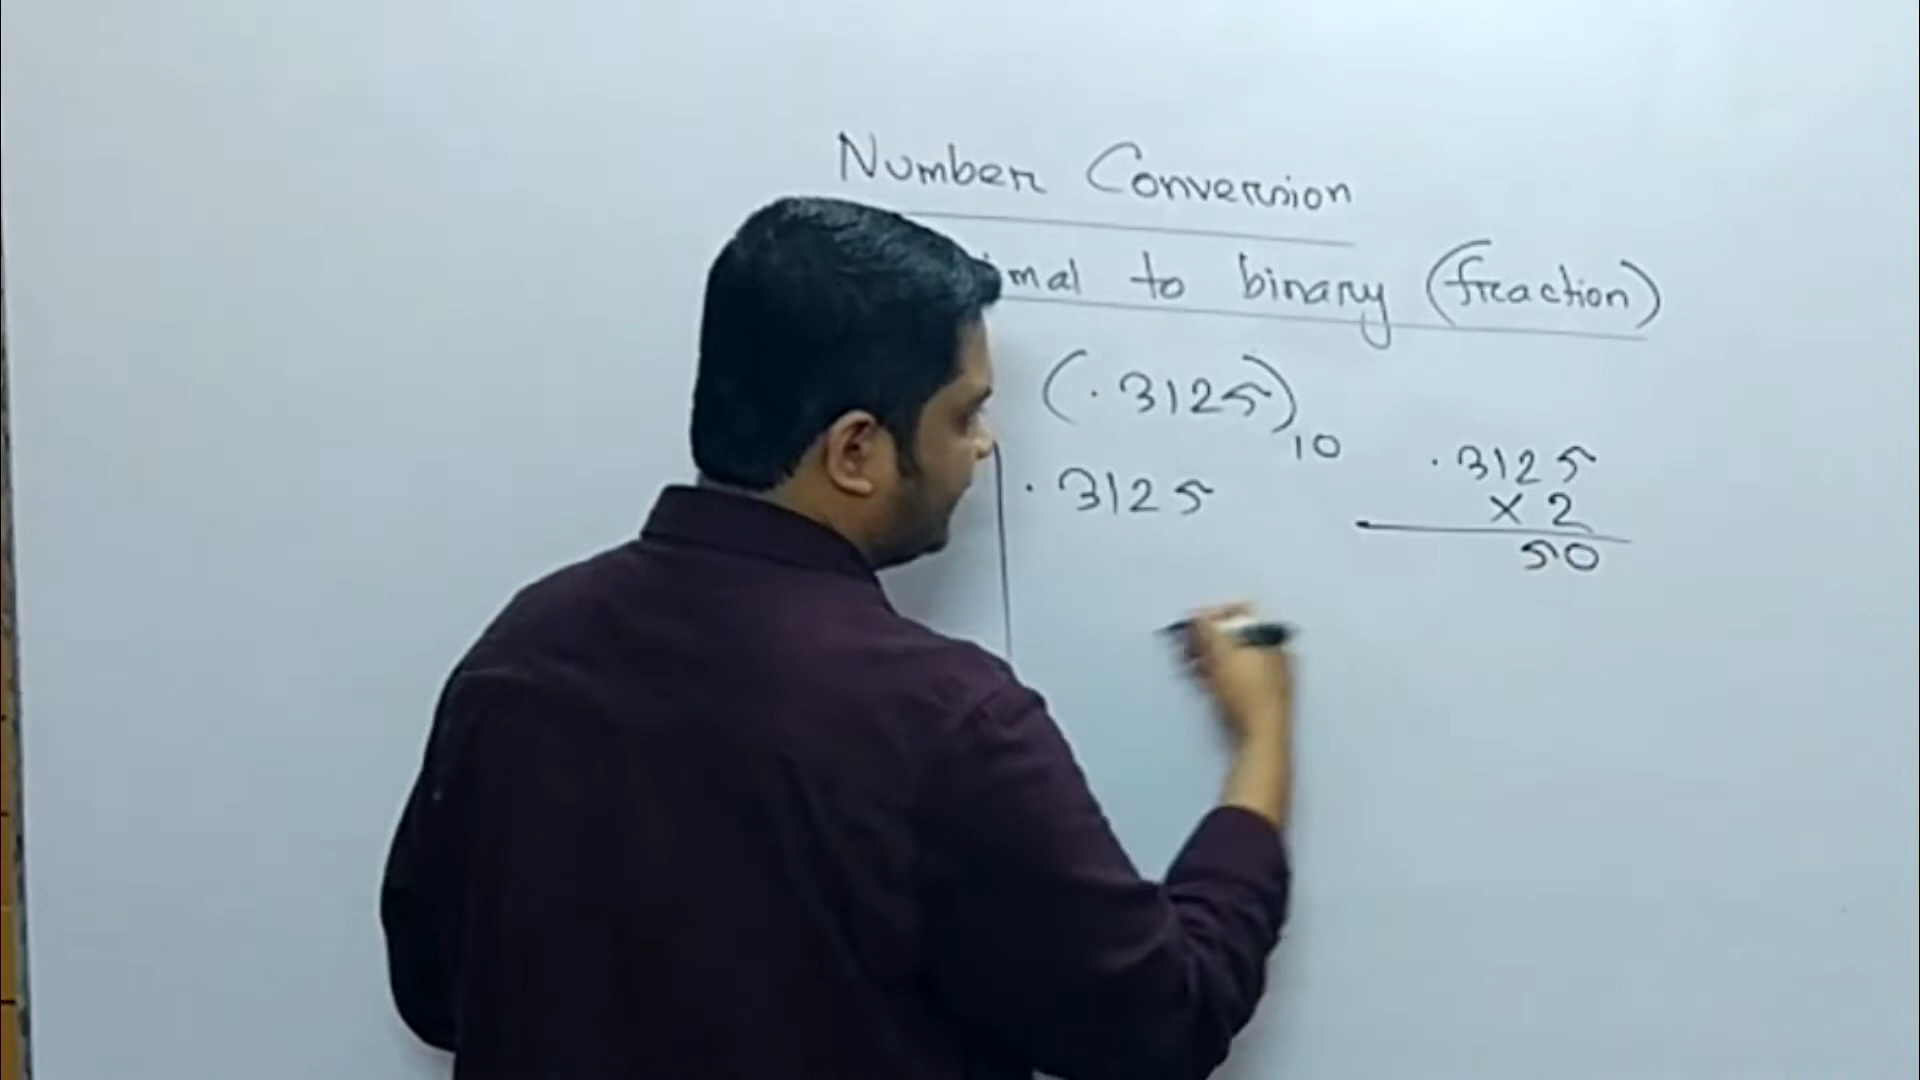 Number Conversion
imal to binary (fraction)
(.3125)10
.3125
.3125
×2
50